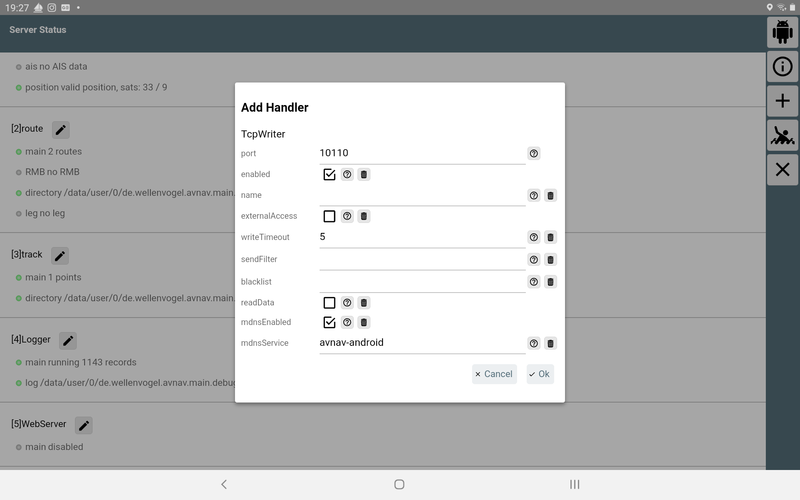 19:27
Server Status
ais no AIS data
position valid position, sats: 33 / 9
[2]route
main 2 routes
RMB no RMB
directory /data/user/0/de.wellenvogel.avnav.main.
leg no leg
[3]track
main 1 points
directory /data/user/0/de.wellenvogel.avnav.main.
[4]Logger
main running 1143 records
log /data/user/0/de.wellenvogel.avnav.main.debu
[5]WebServer
main disabled
Add Handler
TcpWriter
port 10110
enabled
name
externalAccess
writeTimeout 5
sendFilter
blacklist
readData
mdnsEnabled
mdnsService avnav-android
Cancel Ok